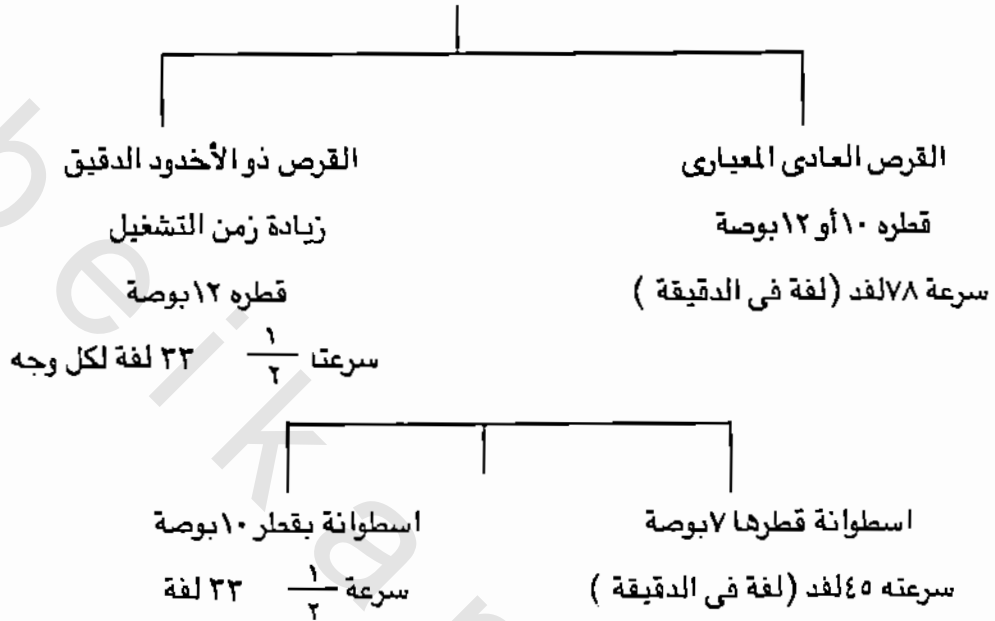 القرص العادى المعيارى
قطره ١٠أو ١٢بوصة
سرعة ٧٨لفد (لفة فى الدقيقة )
القرص ذو الأخدود الدقيق
زيادة زمن التشغيل
قطره ١٢بوصة
سرعتا ١/٢ ٣٣ لفة لكل وجه
اسطوانة قطرها ٧بوصة
سرعته ٤٥لفد (لفة فى الدقيقة )
اسطوانة بقطر ١٠بوصة
سرعة ١/٢ ٣٣ لفة
beika